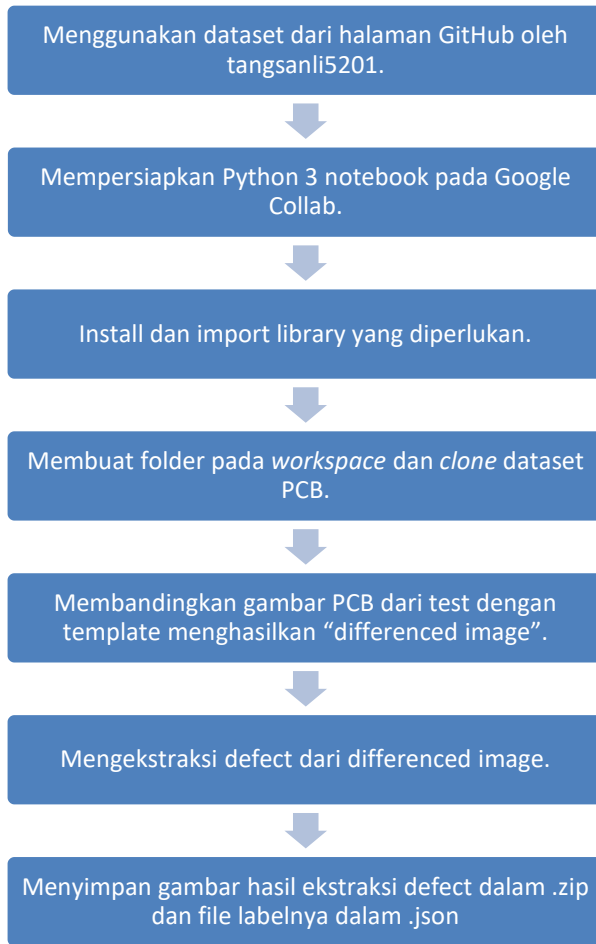 Menggunakan dataset dari halaman GitHub oleh
tangsanli5201.
Mempersiapkan Python 3 notebook pada Google
Collab.
Install dan import library yang diperlukan.
Membuat folder pada workspace dan clone dataset
PCB.
Membandingkan gambar PCB dari test dengan
template menghasilkan “differenced image”.
Mengekstraksi defect dari differenced image.
Menyimpan gambar hasil ekstraksi defect dalam .zip
dan file labelnya dalam .json